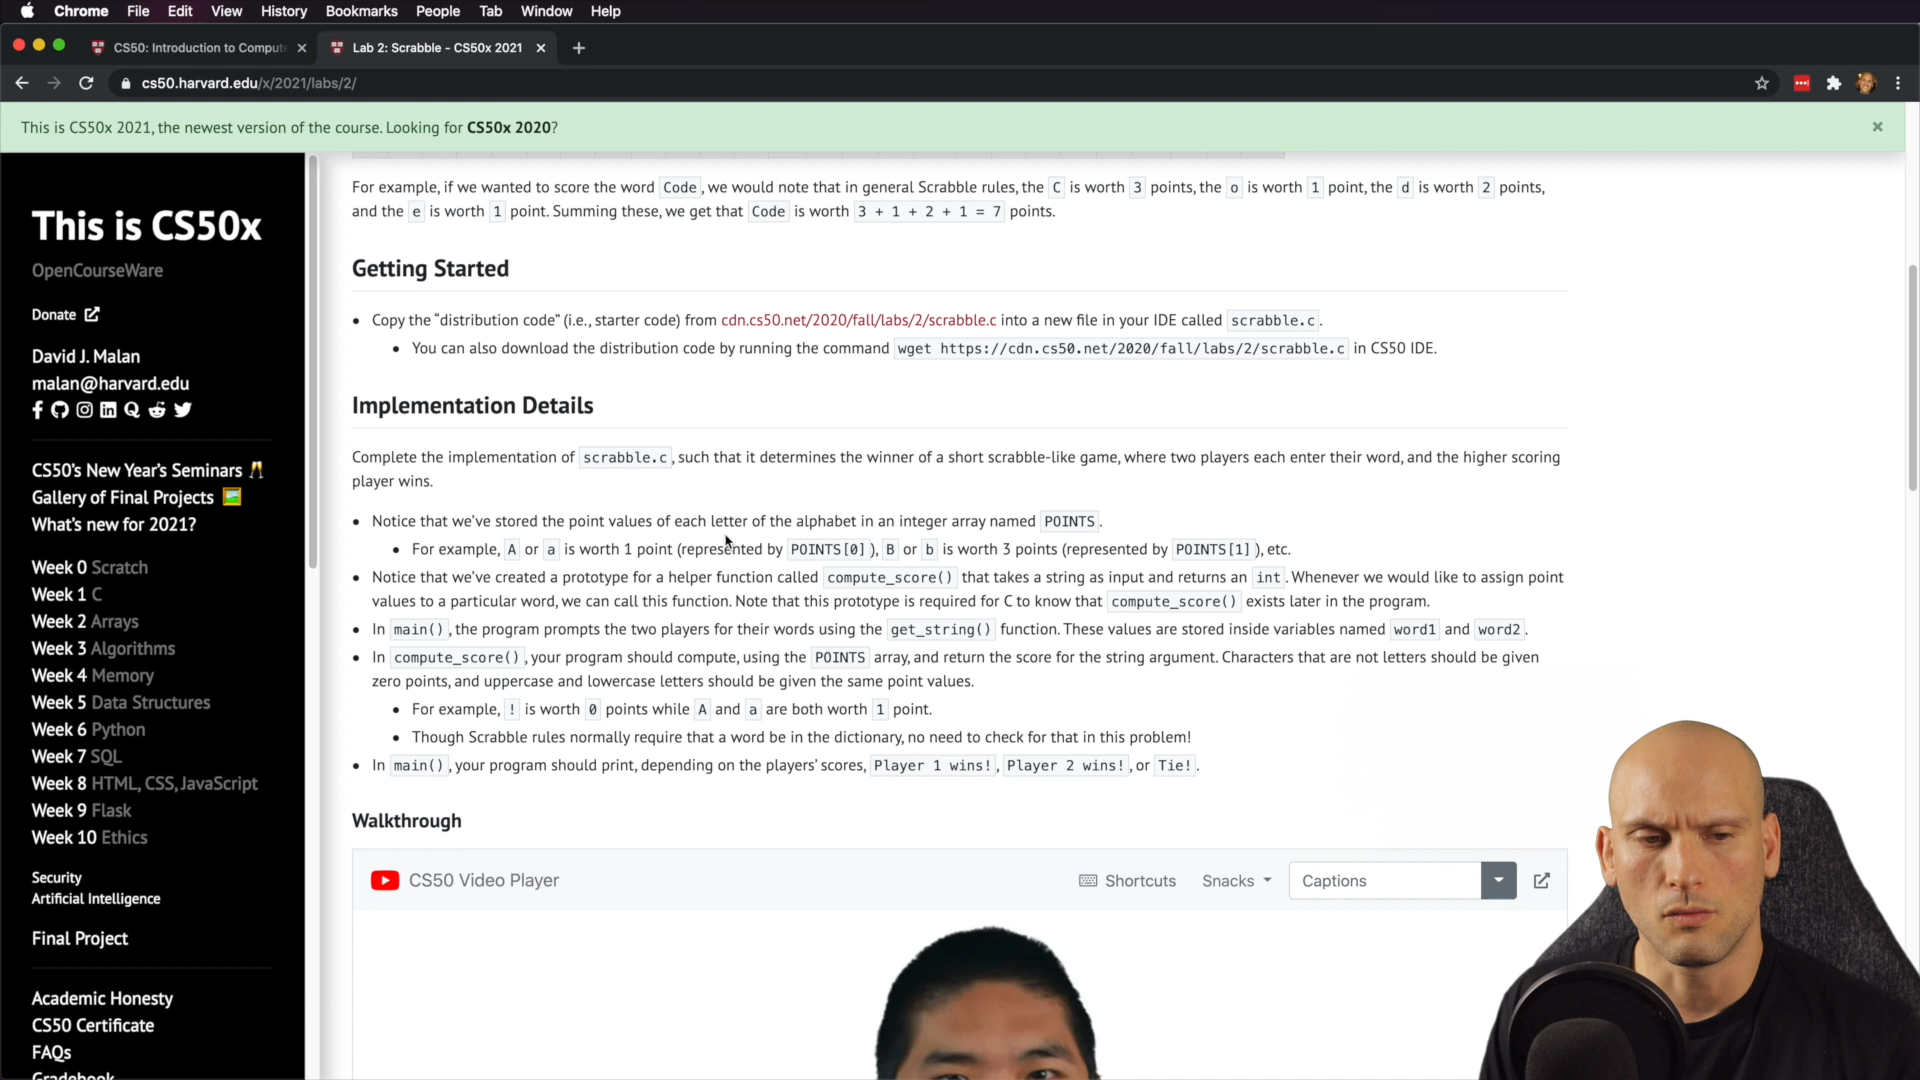 Chrome File Edit View History Bookmarks People Tab Window Help
CS50: Introduction to Compute
Lab 2: Scrabble - CS50x 2021
cs50.harvard.edu/x/2021/labs/2/
This is CS50x 2021, the newest version of the course. Looking for CS50x 2020?
This is CS50x
OpenCourseWare
Donate
David J. Malan
malan@harvard.edu
CS50's New Year's Seminars 🥂
Gallery of Final Projects 🖼️
What's new for 2021?
Week 0 Scratch
Week 1 C
Week 2 Arrays
Week 3 Algorithms
Week 4 Memory
Week 5 Data Structures
Week 6 Python
Week 7 SQL
Week 8 HTML, CSS, JavaScript
Week 9 Flask
Week 10 Ethics
Security
Artificial Intelligence
Final Project
Academic Honesty
CS50 Certificate
FAQs
Gradebook
For example, if we wanted to score the word Code, we would note that in general Scrabble rules, the C is worth 3 points, the o is worth 1 point, the d is worth 2 points,
and the e is worth 1 point. Summing these, we get that Code is worth 3 + 1 + 2 + 1 = 7 points.
Getting Started
• Copy the “distribution code” (i.e., starter code) from cdn.cs50.net/2020/fall/labs/2/scrabble.c into a new file in your IDE called scrabble.c.
• You can also download the distribution code by running the command wget https://cdn.cs50.net/2020/fall/labs/2/scrabble.c in CS50 IDE.
Implementation Details
Complete the implementation of scrabble.c, such that it determines the winner of a short scrabble-like game, where two players each enter their word, and the higher scoring
player wins.
• Notice that we've stored the point values of each letter of the alphabet in an integer array named POINTS.
• For example, A or a is worth 1 point (represented by POINTS[0]), B or b is worth 3 points (represented by POINTS[1]), etc.
• Notice that we've created a prototype for a helper function called compute_score() that takes a string as input and returns an int. Whenever we would like to assign point
values to a particular word, we can call this function. Note that this prototype is required for C to know that compute_score() exists later in the program.
• In main(), the program prompts the two players for their words using the get_string() function. These values are stored inside variables named word1 and word2.
• In compute_score(), your program should compute, using the POINTS array, and return the score for the string argument. Characters that are not letters should be given
zero points, and uppercase and lowercase letters should be given the same point values.
• For example, ! is worth 0 points while A and a are both worth 1 point.
• Though Scrabble rules normally require that a word be in the dictionary, no need to check for that in this problem!
• In main(), your program should print, depending on the players' scores, Player 1 wins!, Player 2 wins!, or Tie!.
Walkthrough
CS50 Video Player
Shortcuts Snacks Captions